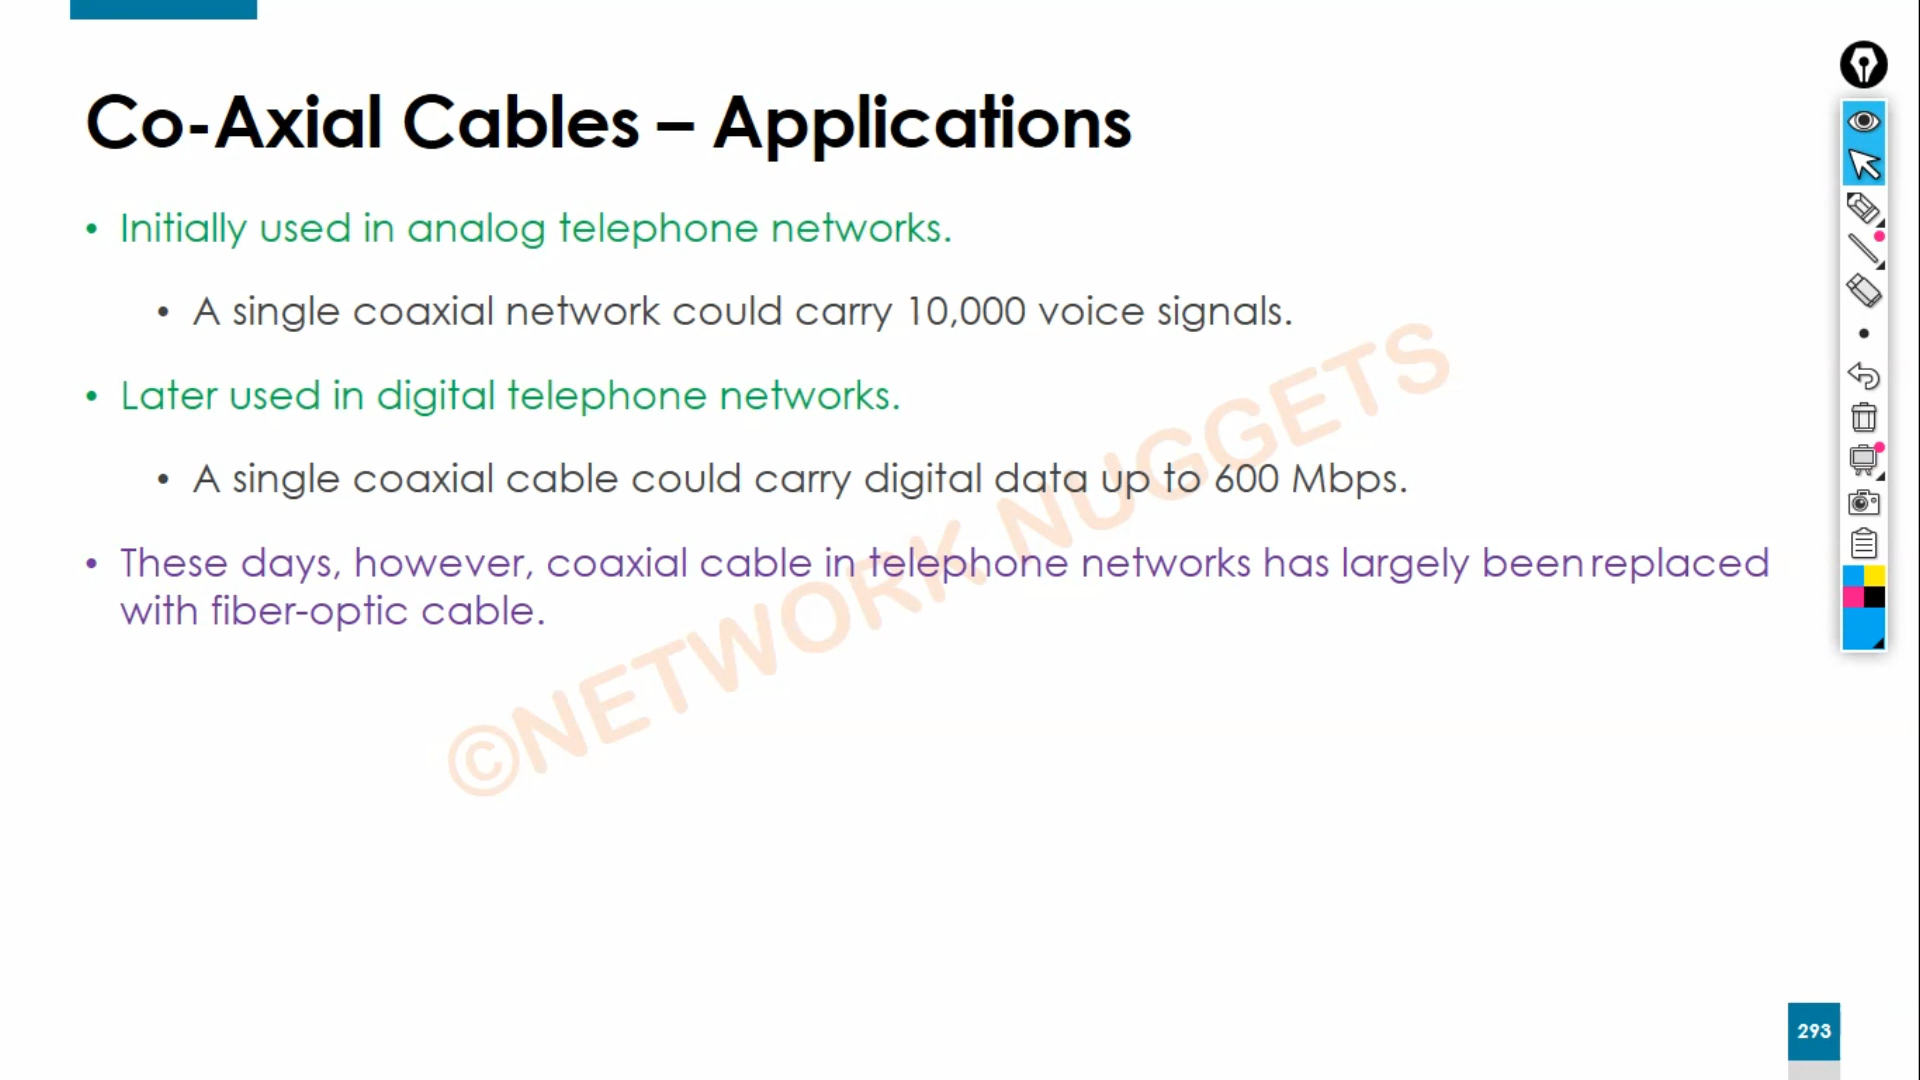 Co-Axial Cables – Applications
• Initially used in analog telephone networks.
• A single coaxial network could carry 10,000 voice signals.
• Later used in digital telephone networks.
• A single coaxial cable could carry digital data up to 600 Mbps.
• These days, however, coaxial cable in telephone networks has largely been replaced
with fiber-optic cable.
©NETWORK NUGGETS
293